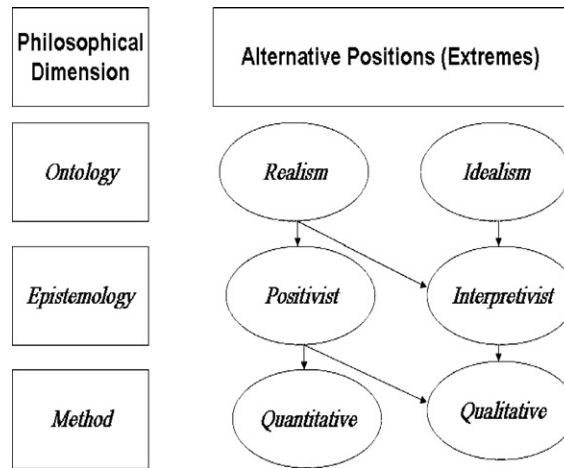 Philosophical
Dimension
Alternative Positions (Extremes)
Ontology
Realism
Idealism
Epistemology
Positivist
Interpretivist
Method
Quantitative
Qualitative